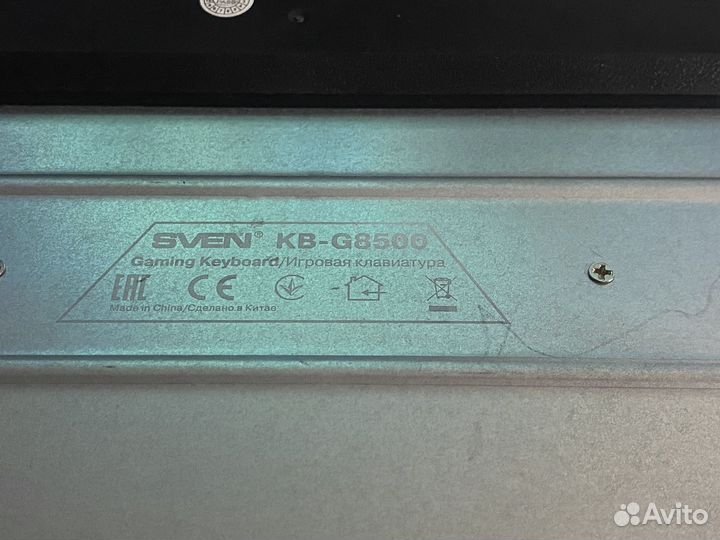 SVEN® KB-G8500
Gaming Keyboard/Игровая клавиатура
EAC CE
Made in China/Сделано в Китае
Avito